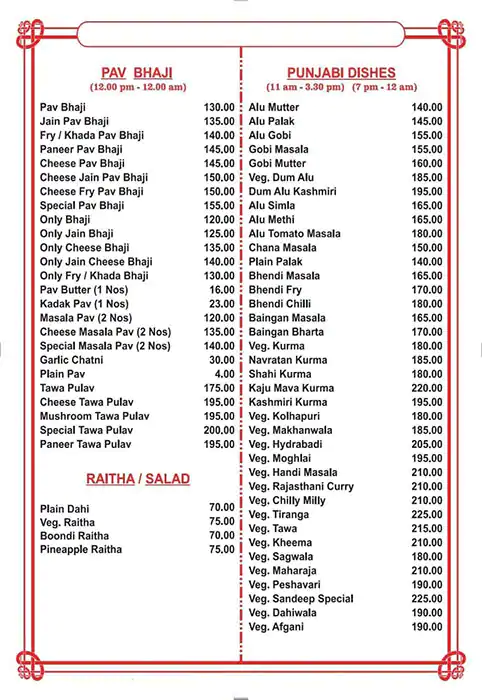 PAV BHAJI
(12.00 pm - 12.00 am)
Pav Bhaji 130.00
Jain Pav Bhaji 135.00
Fry / Khada Pav Bhaji 140.00
Paneer Pav Bhaji 145.00
Cheese Pav Bhaji 145.00
Cheese Jain Pav Bhaji 150.00
Cheese Fry Pav Bhaji 150.00
Special Pav Bhaji 155.00
Only Bhaji 120.00
Only Jain Bhaji 125.00
Only Cheese Bhaji 135.00
Only Jain Cheese Bhaji 140.00
Only Fry / Khada Bhaji 130.00
Pav Butter (1 Nos) 16.00
Kadak Pav (1 Nos) 23.00
Masala Pav (2 Nos) 120.00
Cheese Masala Pav (2 Nos) 135.00
Special Masala Pav (2 Nos) 140.00
Garlic Chatni 30.00
Plain Pav 4.00
Tawa Pulav 175.00
Cheese Tawa Pulav 195.00
Mushroom Tawa Pulav 195.00
Special Tawa Pulav 200.00
Paneer Tawa Pulav 195.00
RAITHA / SALAD
Plain Dahi 70.00
Veg. Raitha 75.00
Boondi Raitha 70.00
Pineapple Raitha 75.00
PUNJABI DISHES
(11 am - 3.30 pm) (7 pm - 12 am)
Alu Mutter 140.00
Alu Palak 145.00
Alu Gobi 155.00
Gobi Masala 155.00
Gobi Mutter 160.00
Veg. Dum Alu 185.00
Dum Alu Kashmiri 195.00
Alu Simla 165.00
Alu Methi 165.00
Alu Tomato Masala 180.00
Chana Masala 150.00
Plain Palak 140.00
Bhendi Masala 165.00
Bhendi Fry 170.00
Bhendi Chilli 180.00
Baingan Masala 165.00
Baingan Bharta 170.00
Veg. Kurma 180.00
Navratan Kurma 185.00
Shahi Kurma 180.00
Kaju Mava Kurma 220.00
Kashmiri Kurma 195.00
Veg. Kolhapuri 180.00
Veg. Makhanwala 185.00
Veg. Hydrabadi 205.00
Veg. Moghlai 195.00
Veg. Handi Masala 210.00
Veg. Rajasthani Curry 210.00
Veg. Chilly Milly 210.00
Veg. Tiranga 225.00
Veg. Tawa 215.00
Veg. Kheema 210.00
Veg. Sagwala 180.00
Veg. Maharaja 210.00
Veg. Peshavari 190.00
Veg. Sandeep Special 225.00
Veg. Dahiwala 190.00
Veg. Afgani 190.00